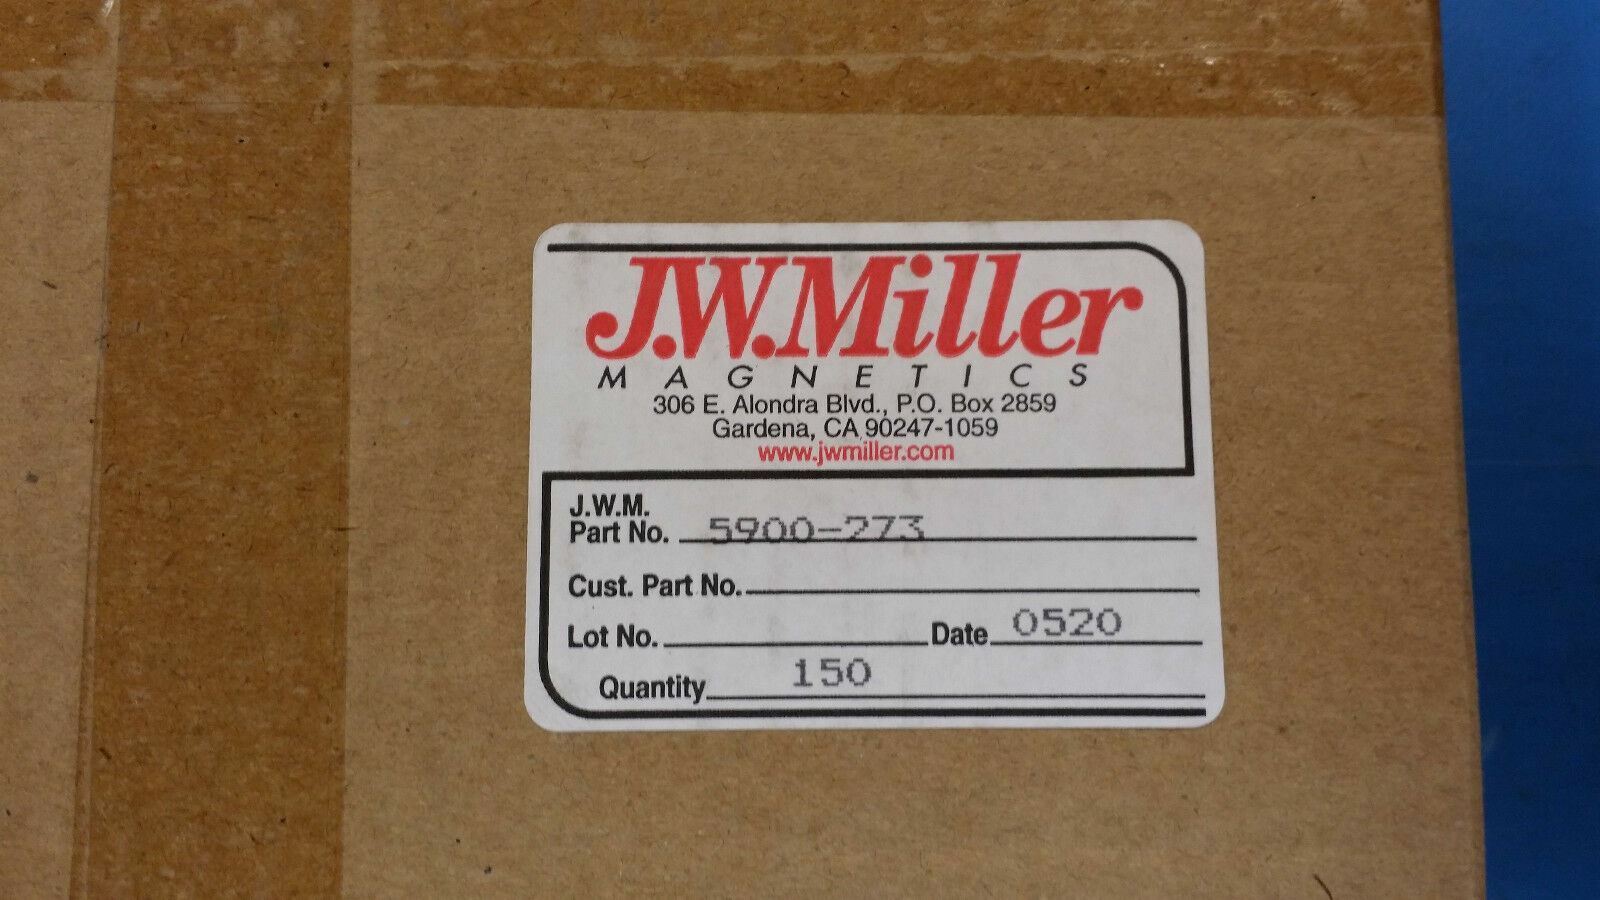 J.W.Miller
MAGNETICS
306 E. Alondra Blvd., P.O. Box 2859
Gardena, CA 90247-1059
www.jwmiller.com
J.W.M.
Part No. 5900-273
Cust. Part No.
Lot No. Date 0520
Quantity 150